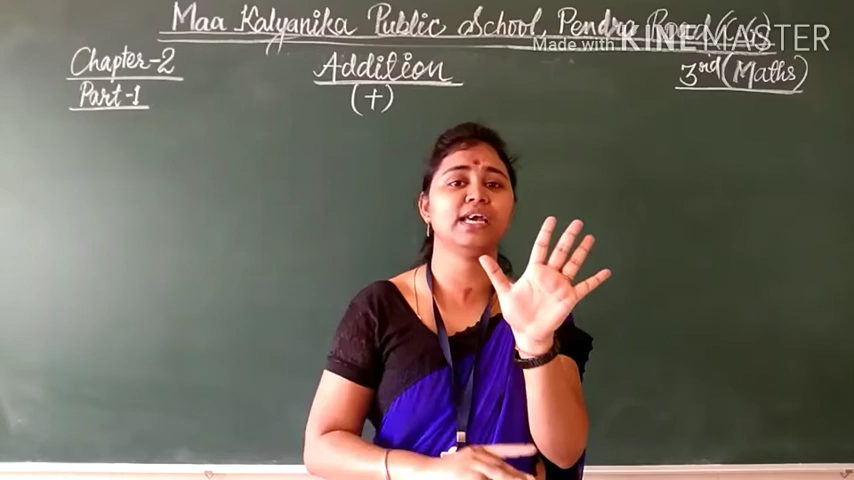 Maa Kalyanika Public School, Pendra Road
Made with KINEMASTER
Chapter-2
Part-1
Addition
(+)
3rd (Maths)